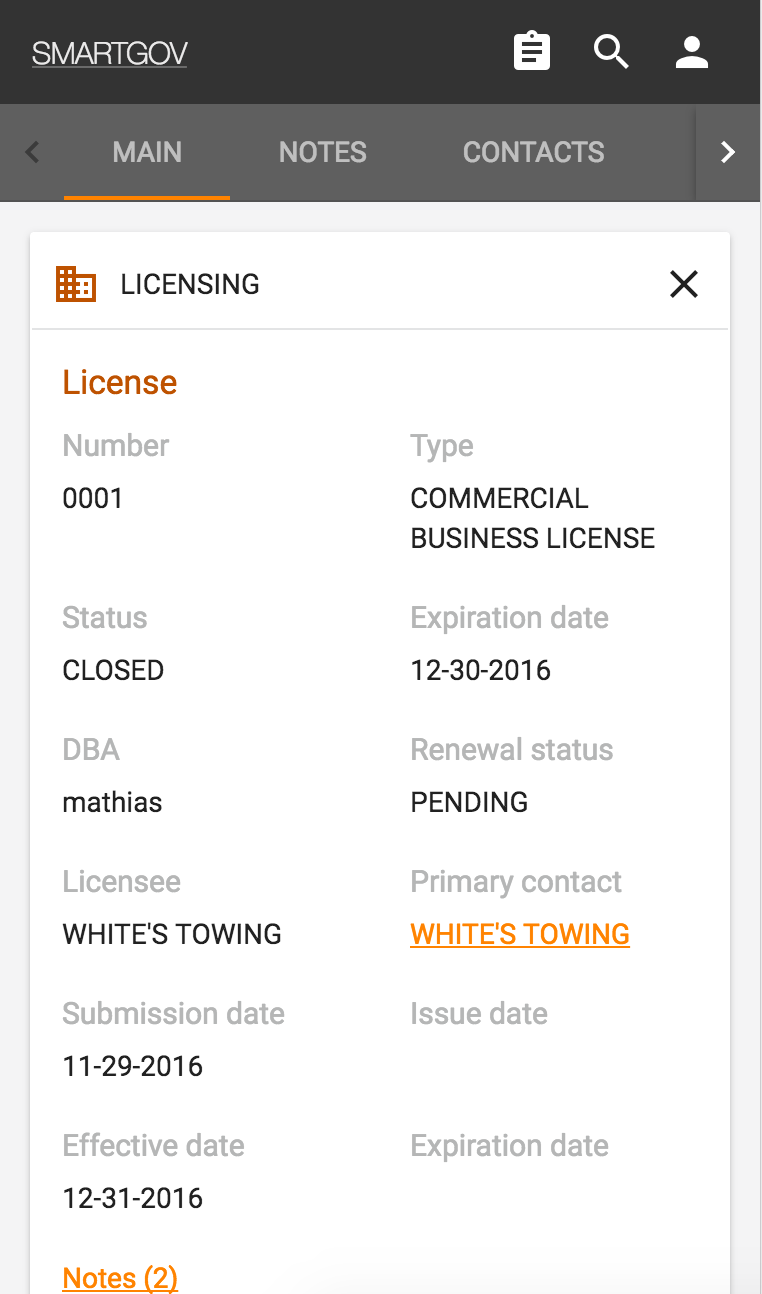 SMARTGOV
MAIN NOTES CONTACTS
LICENSING
License
Number Type
0001 COMMERCIAL
BUSINESS LICENSE
Status Expiration date
CLOSED 12-30-2016
DBA Renewal status
mathias PENDING
Licensee Primary contact
WHITE'S TOWING WHITE'S TOWING
Submission date Issue date
11-29-2016
Effective date Expiration date
12-31-2016
Notes (2)